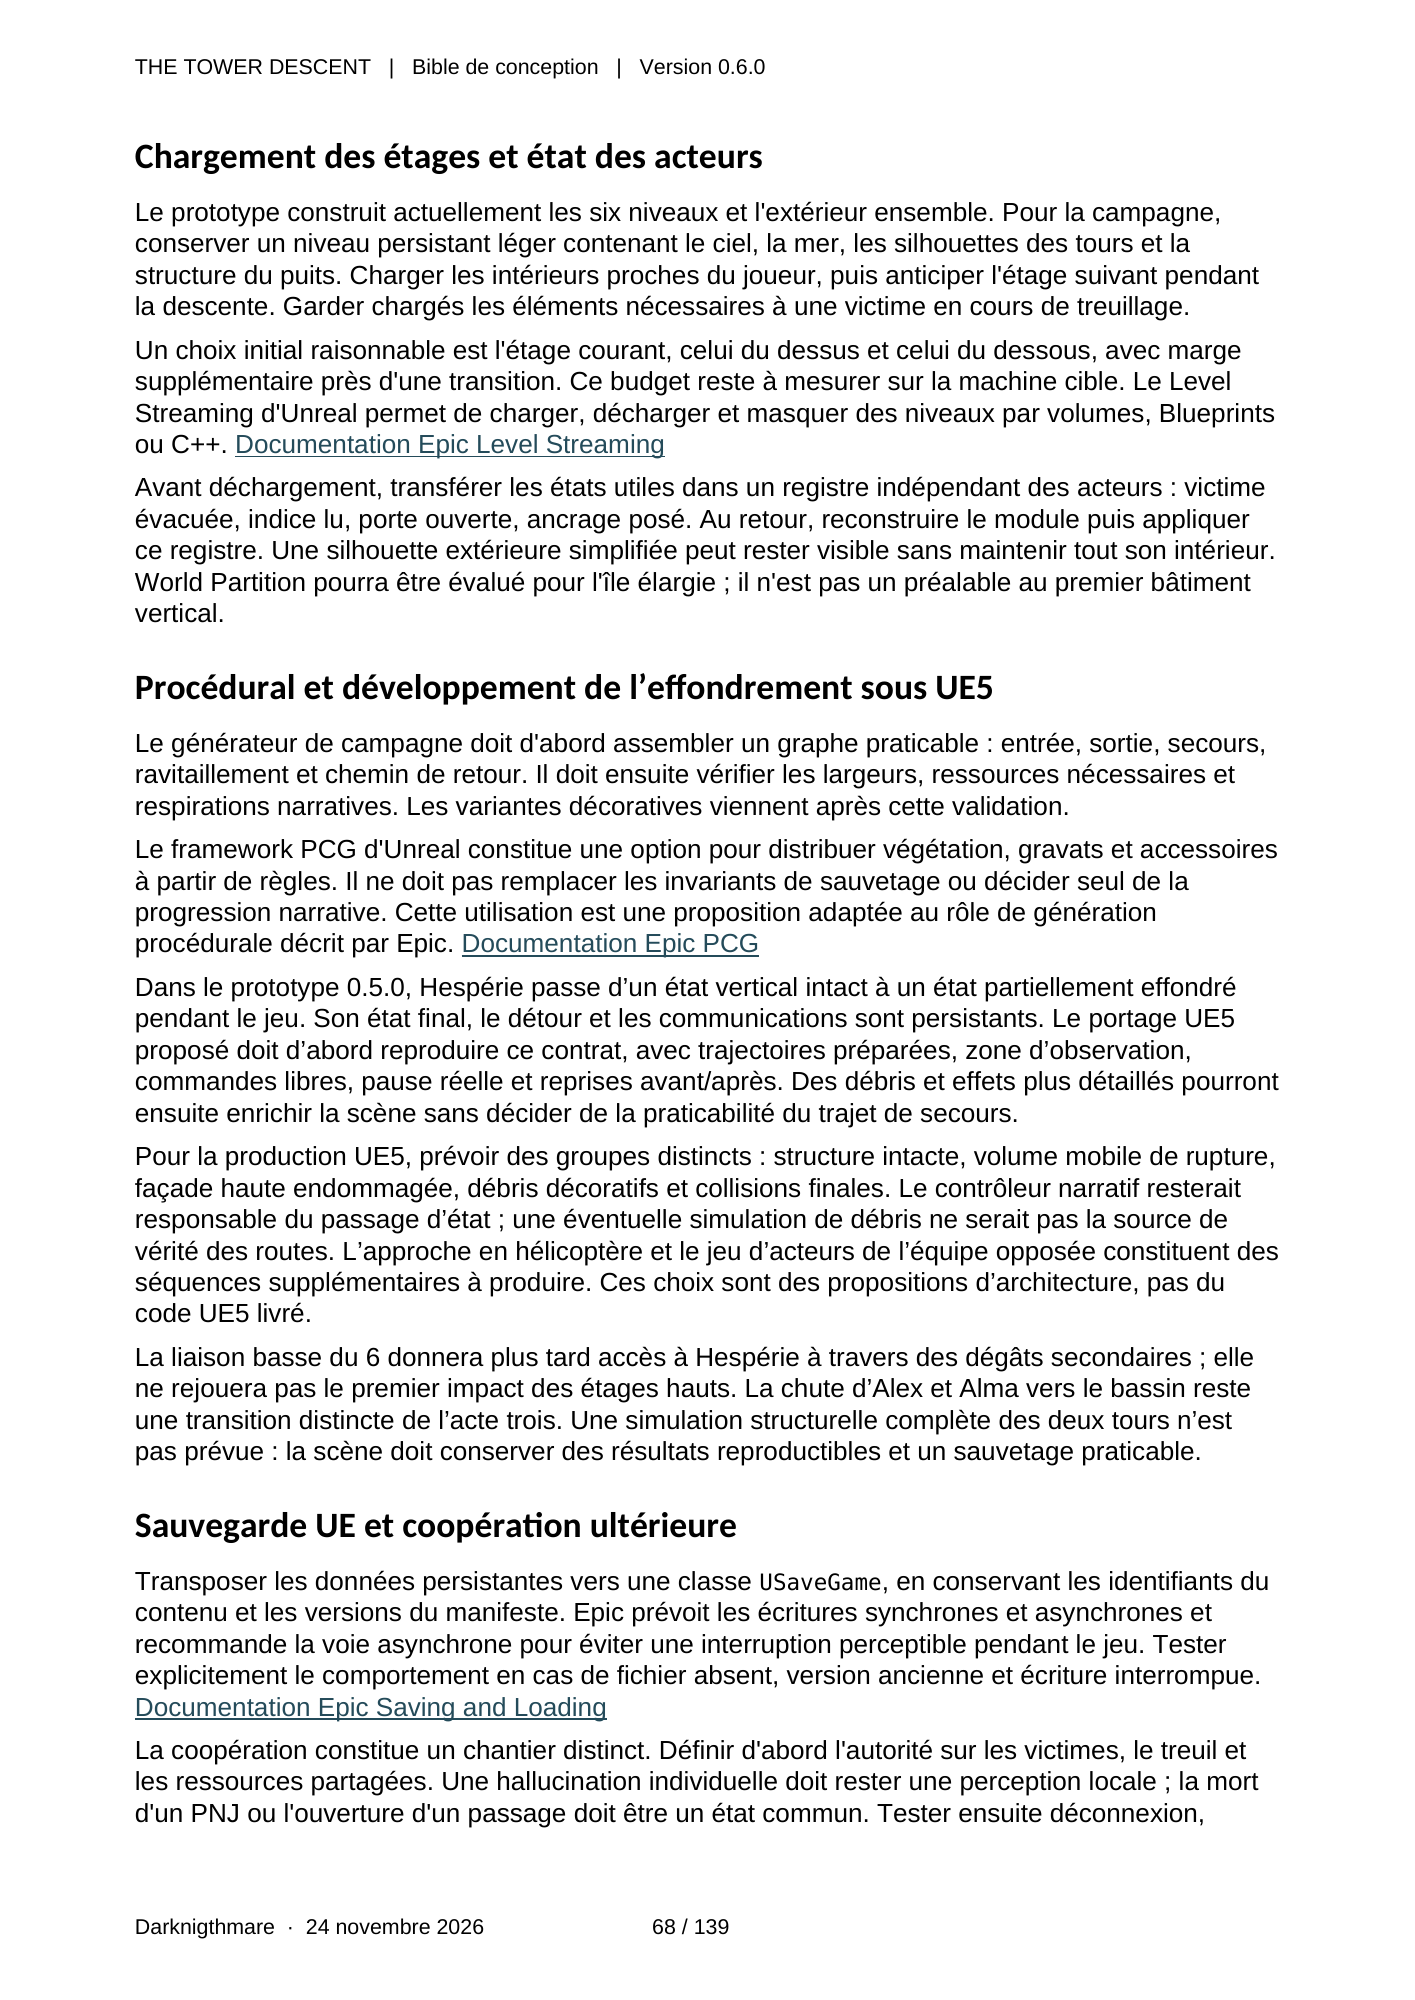 THE TOWER DESCENT | Bible de conception | Version 0.6.0
Chargement des étages et état des acteurs
Le prototype construit actuellement les six niveaux et l'extérieur ensemble. Pour la campagne,
conserver un niveau persistant léger contenant le ciel, la mer, les silhouettes des tours et la
structure du puits. Charger les intérieurs proches du joueur, puis anticiper l'étage suivant pendant
la descente. Garder chargés les éléments nécessaires à une victime en cours de treuillage.
Un choix initial raisonnable est l'étage courant, celui du dessus et celui du dessous, avec marge
supplémentaire près d'une transition. Ce budget reste à mesurer sur la machine cible. Le Level
Streaming d'Unreal permet de charger, décharger et masquer des niveaux par volumes, Blueprints
ou C++. Documentation Epic Level Streaming
Avant déchargement, transférer les états utiles dans un registre indépendant des acteurs : victime
évacuée, indice lu, porte ouverte, ancrage posé. Au retour, reconstruire le module puis appliquer
ce registre. Une silhouette extérieure simplifiée peut rester visible sans maintenir tout son intérieur.
World Partition pourra être évalué pour l'île élargie ; il n'est pas un préalable au premier bâtiment
vertical.
Procédural et développement de l’effondrement sous UE5
Le générateur de campagne doit d'abord assembler un graphe praticable : entrée, sortie, secours,
ravitaillement et chemin de retour. Il doit ensuite vérifier les largeurs, ressources nécessaires et
respirations narratives. Les variantes décoratives viennent après cette validation.
Le framework PCG d'Unreal constitue une option pour distribuer végétation, gravats et accessoires
à partir de règles. Il ne doit pas remplacer les invariants de sauvetage ou décider seul de la
progression narrative. Cette utilisation est une proposition adaptée au rôle de génération
procédurale décrit par Epic. Documentation Epic PCG
Dans le prototype 0.5.0, Hespérie passe d’un état vertical intact à un état partiellement effondré
pendant le jeu. Son état final, le détour et les communications sont persistants. Le portage UE5
proposé doit d’abord reproduire ce contrat, avec trajectoires préparées, zone d’observation,
commandes libres, pause réelle et reprises avant/après. Des débris et effets plus détaillés pourront
ensuite enrichir la scène sans décider de la praticabilité du trajet de secours.
Pour la production UE5, prévoir des groupes distincts : structure intacte, volume mobile de rupture,
façade haute endommagée, débris décoratifs et collisions finales. Le contrôleur narratif resterait
responsable du passage d’état ; une éventuelle simulation de débris ne serait pas la source de
vérité des routes. L’approche en hélicoptère et le jeu d’acteurs de l’équipe opposée constituent des
séquences supplémentaires à produire. Ces choix sont des propositions d’architecture, pas du
code UE5 livré.
La liaison basse du 6 donnera plus tard accès à Hespérie à travers des dégâts secondaires ; elle
ne rejouera pas le premier impact des étages hauts. La chute d’Alex et Alma vers le bassin reste
une transition distincte de l’acte trois. Une simulation structurelle complète des deux tours n’est
pas prévue : la scène doit conserver des résultats reproductibles et un sauvetage praticable.
Sauvegarde UE et coopération ultérieure
Transposer les données persistantes vers une classe USaveGame, en conservant les identifiants du
contenu et les versions du manifeste. Epic prévoit les écritures synchrones et asynchrones et
recommande la voie asynchrone pour éviter une interruption perceptible pendant le jeu. Tester
explicitement le comportement en cas de fichier absent, version ancienne et écriture interrompue.
Documentation Epic Saving and Loading
La coopération constitue un chantier distinct. Définir d'abord l'autorité sur les victimes, le treuil et
les ressources partagées. Une hallucination individuelle doit rester une perception locale ; la mort
d'un PNJ ou l'ouverture d'un passage doit être un état commun. Tester ensuite déconnexion,
Darknigthmare · 24 novembre 2026 68 / 139